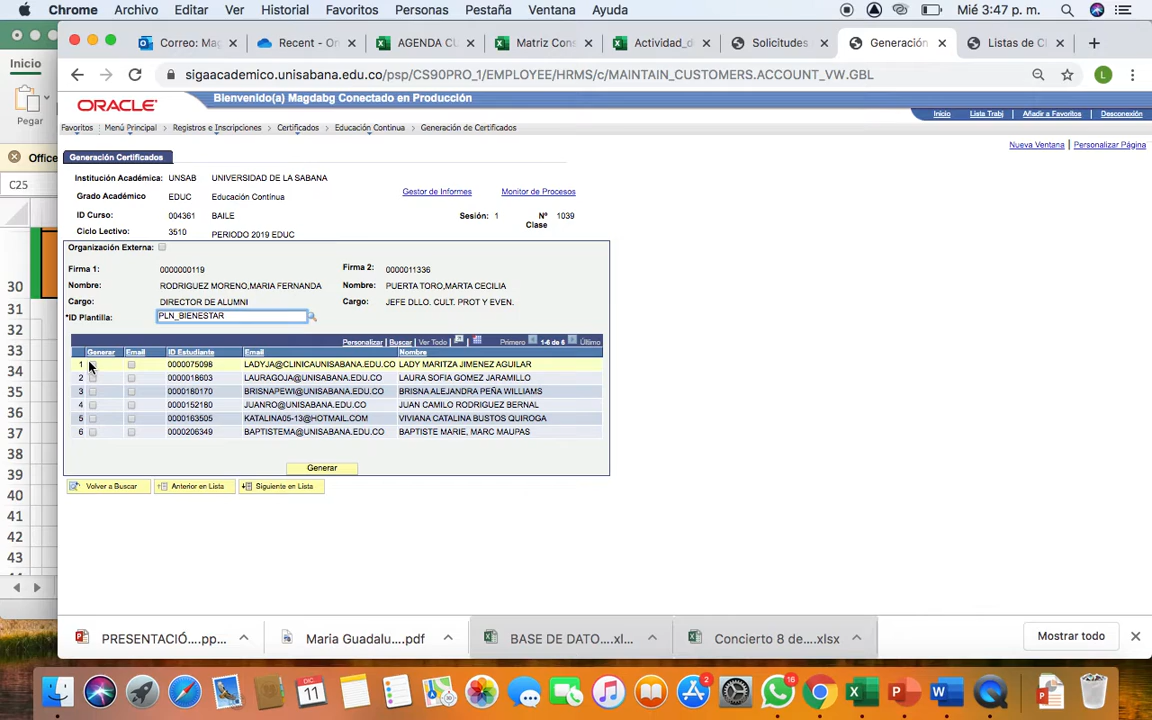 Chrome Archivo Editar Ver Historial Favoritos Personas Pestaña Ventana Ayuda Mié 3:47 p. m.
Correo: Mag Recent - On AGENDA CU Matriz Cons Actividad_d Solicitudes Generación Listas de Cl
Inicio
sigaacademico.unisabana.edu.co/psp/CS90PRO_1/EMPLOYEE/HRMS/c/MAINTAIN_CUSTOMERS.ACCOUNT_VW.GBL L
Pegar
ORACLE Bienvenido(a) Magdabg Conectado en Producción
Inicio Lista Trabj Añadir a Favoritos Desconexión
Favoritos Menú Principal > Registros e Inscripciones > Certificados > Educación Continua > Generación de Certificados
Nueva Ventana | Personalizar Página
Office
Generación Certificados
Institución Académica: UNSAB UNIVERSIDAD DE LA SABANA
C25
Grado Académico EDUC Educación Continua Gestor de Informes Monitor de Procesos
ID Curso: 004361 BAILE Sesión: 1 Nº Clase 1039
Ciclo Lectivo: 3510 PERIODO 2019 EDUC
Organización Externa:
Firma 1: 0000000119 Firma 2: 0000011336
Nombre: RODRIGUEZ MORENO,MARIA FERNANDA Nombre: PUERTA TORO,MARTA CECILIA
Cargo: DIRECTOR DE ALUMNI Cargo: JEFE DLLO. CULT. PROT Y EVEN.
*ID Plantilla: PLN_BIENESTAR
Personalizar | Buscar | Ver Todo | | Primero 1-6 de 6 Último
Generar Email ID Estudiante Email Nombre
1 0000075098 LADYJA@CLINICAUNISABANA.EDU.CO LADY MARITZA JIMENEZ AGUILAR
2 0000018603 LAURAGOJA@UNISABANA.EDU.CO LAURA SOFIA GOMEZ JARAMILLO
3 0000180170 BRISNAPEWI@UNISABANA.EDU.CO BRISNA ALEJANDRA PEÑA WILLIAMS
4 0000152180 JUANRO@UNISABANA.EDU.CO JUAN CAMILO RODRIGUEZ BERNAL
5 0000163505 KATALINA05-13@HOTMAIL.COM VIVIANA CATALINA BUSTOS QUIROGA
6 0000206349 BAPTISTEMA@UNISABANA.EDU.CO BAPTISTE MARIE, MARC MAUPAS
Generar
Volver a Buscar Anterior en Lista Siguiente en Lista
30
31
33
34
35
36
37
38
39
40
41
42
43
PRESENTACIÓ....pp... Maria Guadalu....pdf BASE DE DATO....xl... Concierto 8 de....xlsx Mostrar todo
DIC
11
2
16